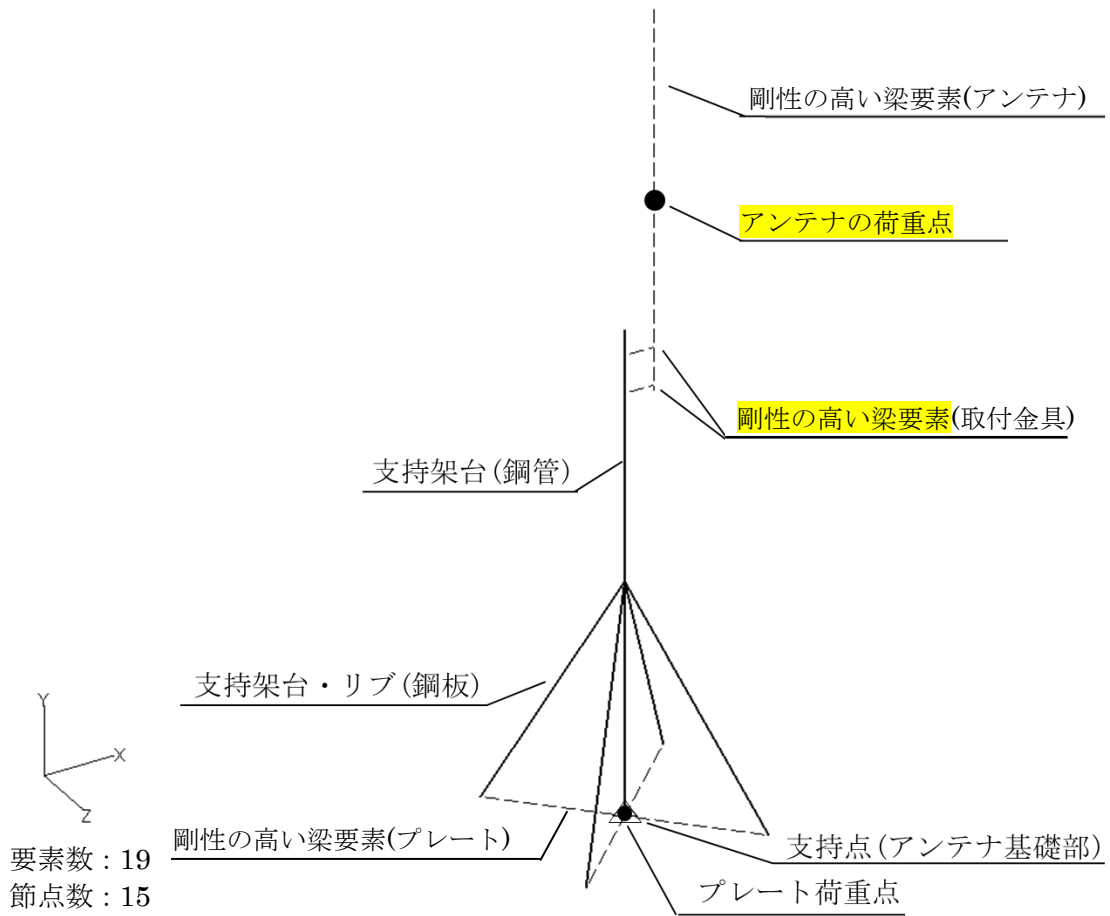 剛性の高い梁要素(アンテナ)
アンテナの荷重点
剛性の高い梁要素(取付金具)
支持架台(鋼管)
支持架台・リブ(鋼板)
Y
X
Z
剛性の高い梁要素(プレート)
支持点(アンテナ基礎部)
プレート荷重点
要素数:19
節点数:15